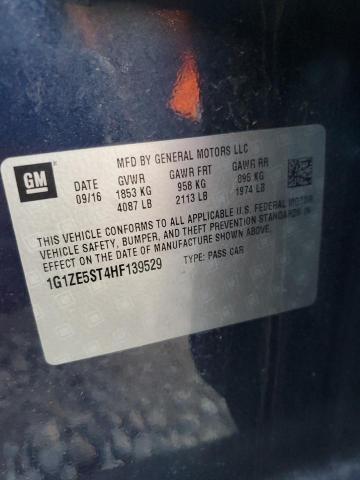 GM
MFD BY GENERAL MOTORS LLC
DATE GVWR GAWR FRT GAWR RR
09/16 1853 KG 958 KG 895 KG
4087 LB 2113 LB 1974 LB
THIS VEHICLE CONFORMS TO ALL APPLICABLE U.S. FEDERAL MOTOR
VEHICLE SAFETY, BUMPER, AND THEFT PREVENTION STANDARDS IN
EFFECT ON THE DATE OF MANUFACTURE SHOWN ABOVE.
1G1ZE5ST4HF139529 TYPE: PASS CAR